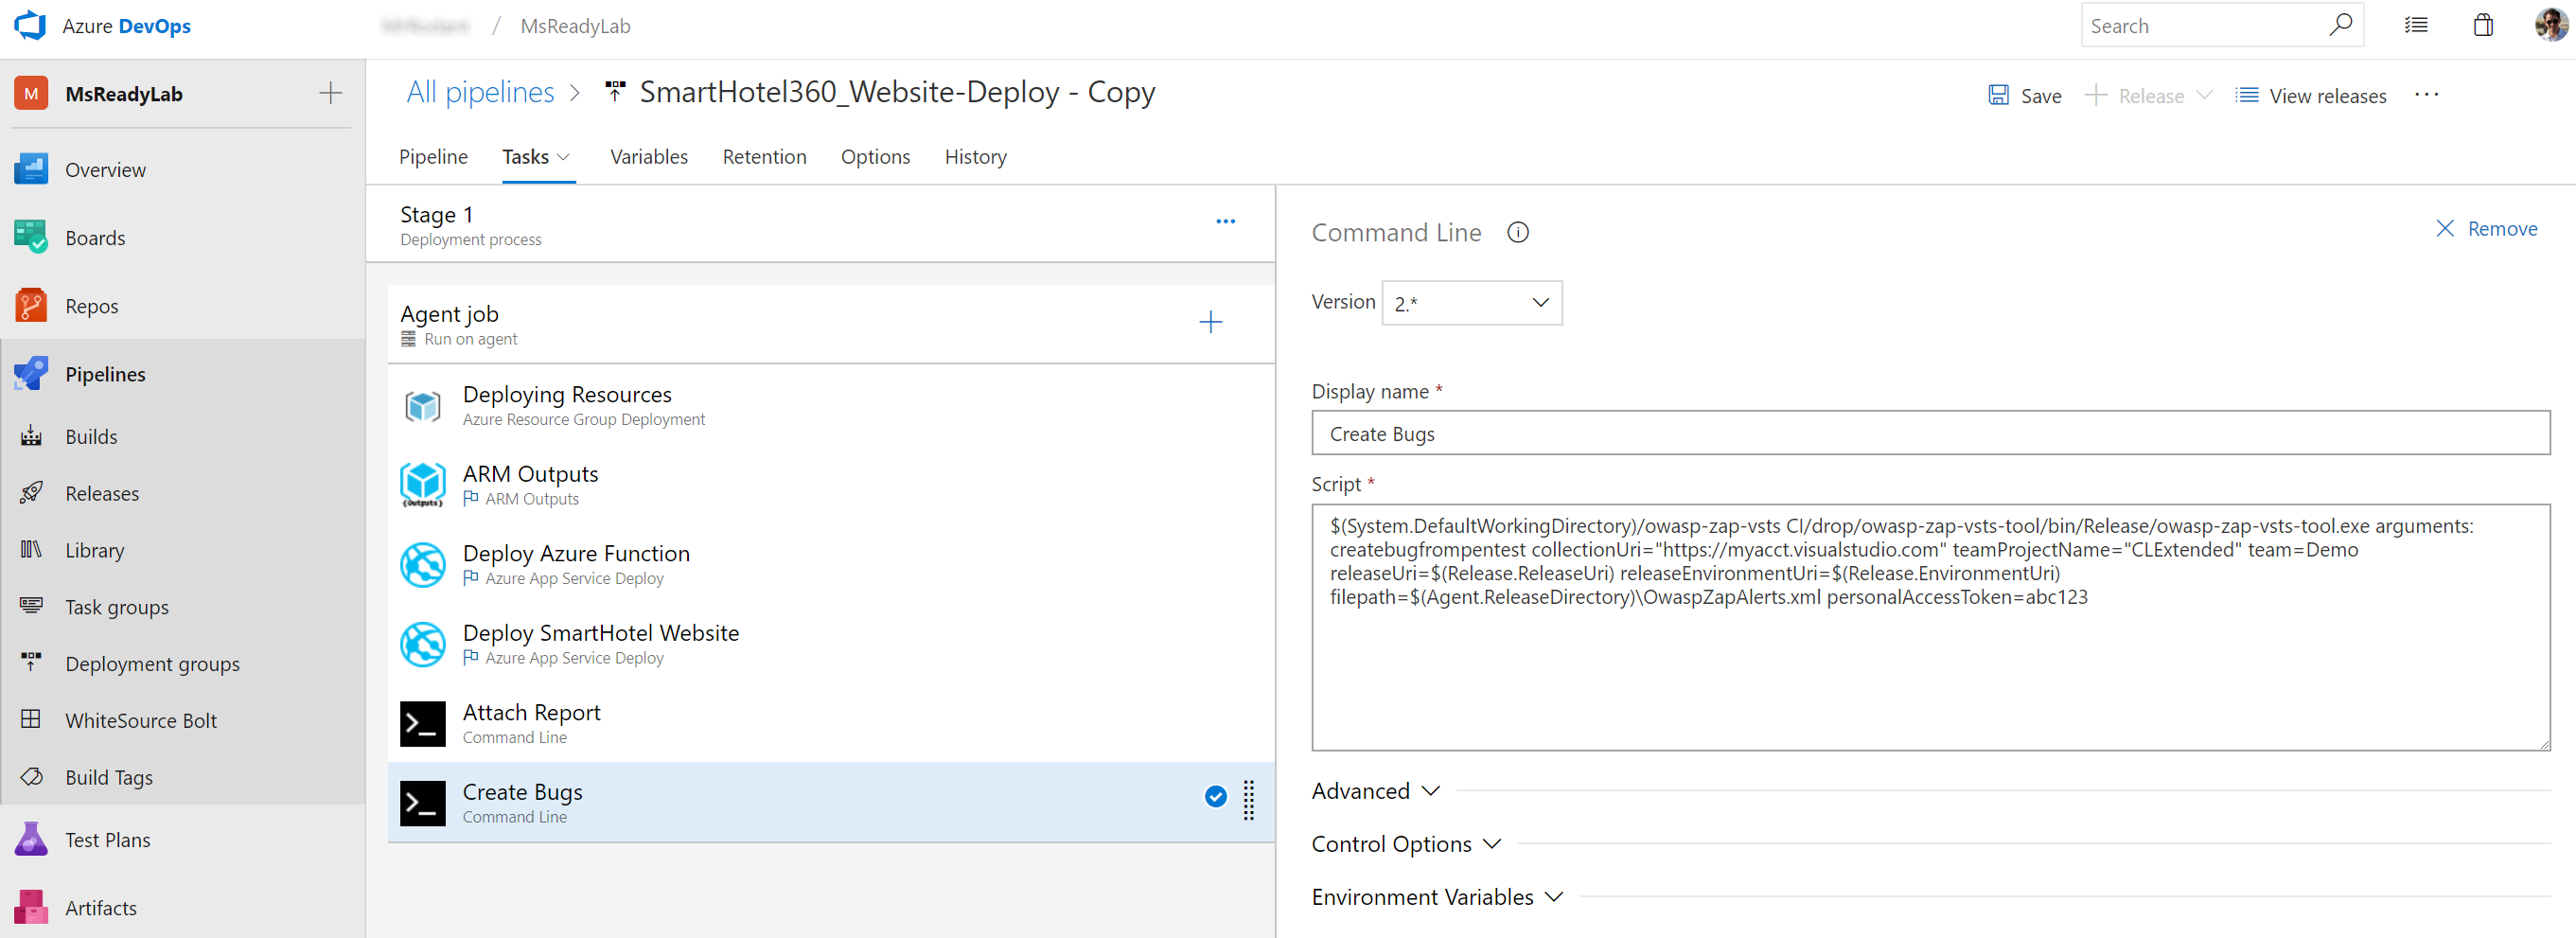 Azure DevOps
/ MsReadyLab
Search
M MsReadyLab
Overview
Boards
Repos
Pipelines
Builds
Releases
Library
Task groups
Deployment groups
WhiteSource Bolt
Build Tags
Test Plans
Artifacts
All pipelines > SmartHotel360_Website-Deploy - Copy
Save
Release
View releases
...
Pipeline Tasks Variables Retention Options History
Stage 1
Deployment process
...
Agent job
Run on agent
Deploying Resources
Azure Resource Group Deployment
ARM Outputs
{Outputs}
ARM Outputs
Deploy Azure Function
Azure App Service Deploy
Deploy SmartHotel Website
Azure App Service Deploy
Attach Report
Command Line
Create Bugs
Command Line
Command Line
Remove
Version 2.*
Display name *
Create Bugs
Script *
$(System.DefaultWorkingDirectory)/owasp-zap-vsts CI/drop/owasp-zap-vsts-tool/bin/Release/owasp-zap-vsts-tool.exe arguments:
createbugfrompentest collectionUri="https://myacct.visualstudio.com" teamProjectName="CLExtended" team=Demo
releaseUri=$(Release.ReleaseUri) releaseEnvironmentUri=$(Release.EnvironmentUri)
filepath=$(Agent.ReleaseDirectory)\OwaspZapAlerts.xml personalAccessToken=abc123
Advanced
Control Options
Environment Variables